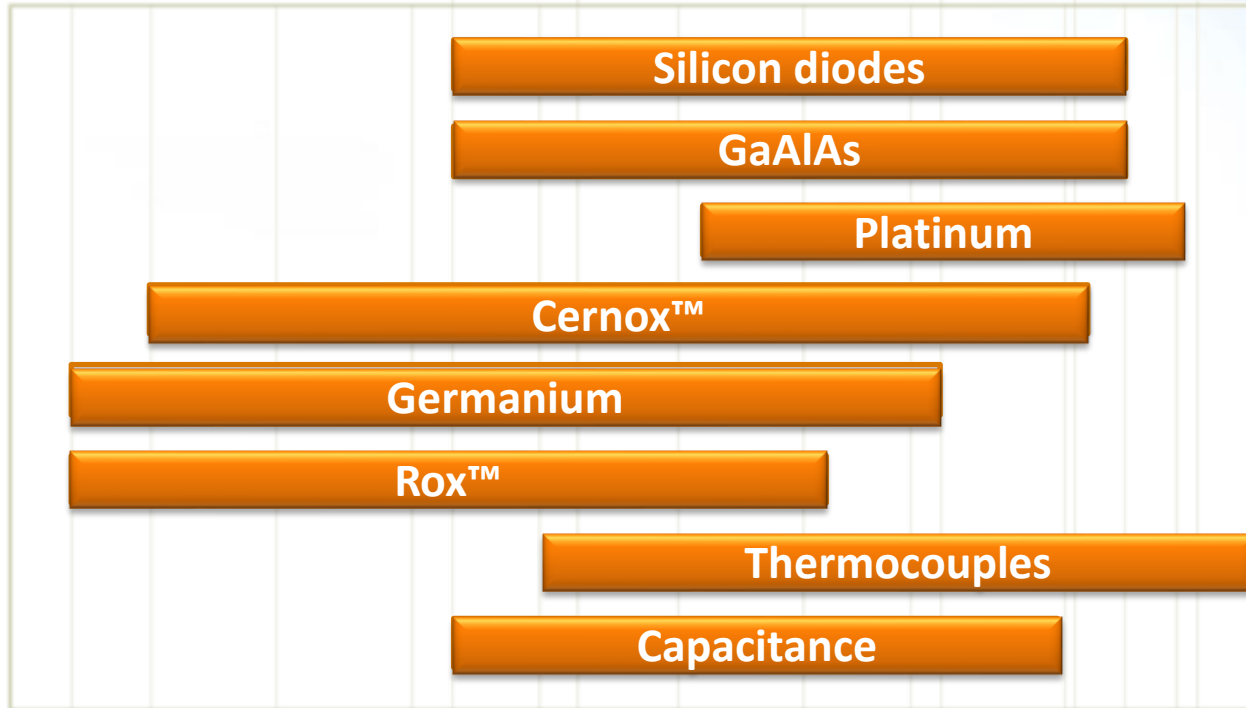 Silicon diodes
GaAlAs
Platinum
Cernox™
Germanium
Rox™
Thermocouples
Capacitance